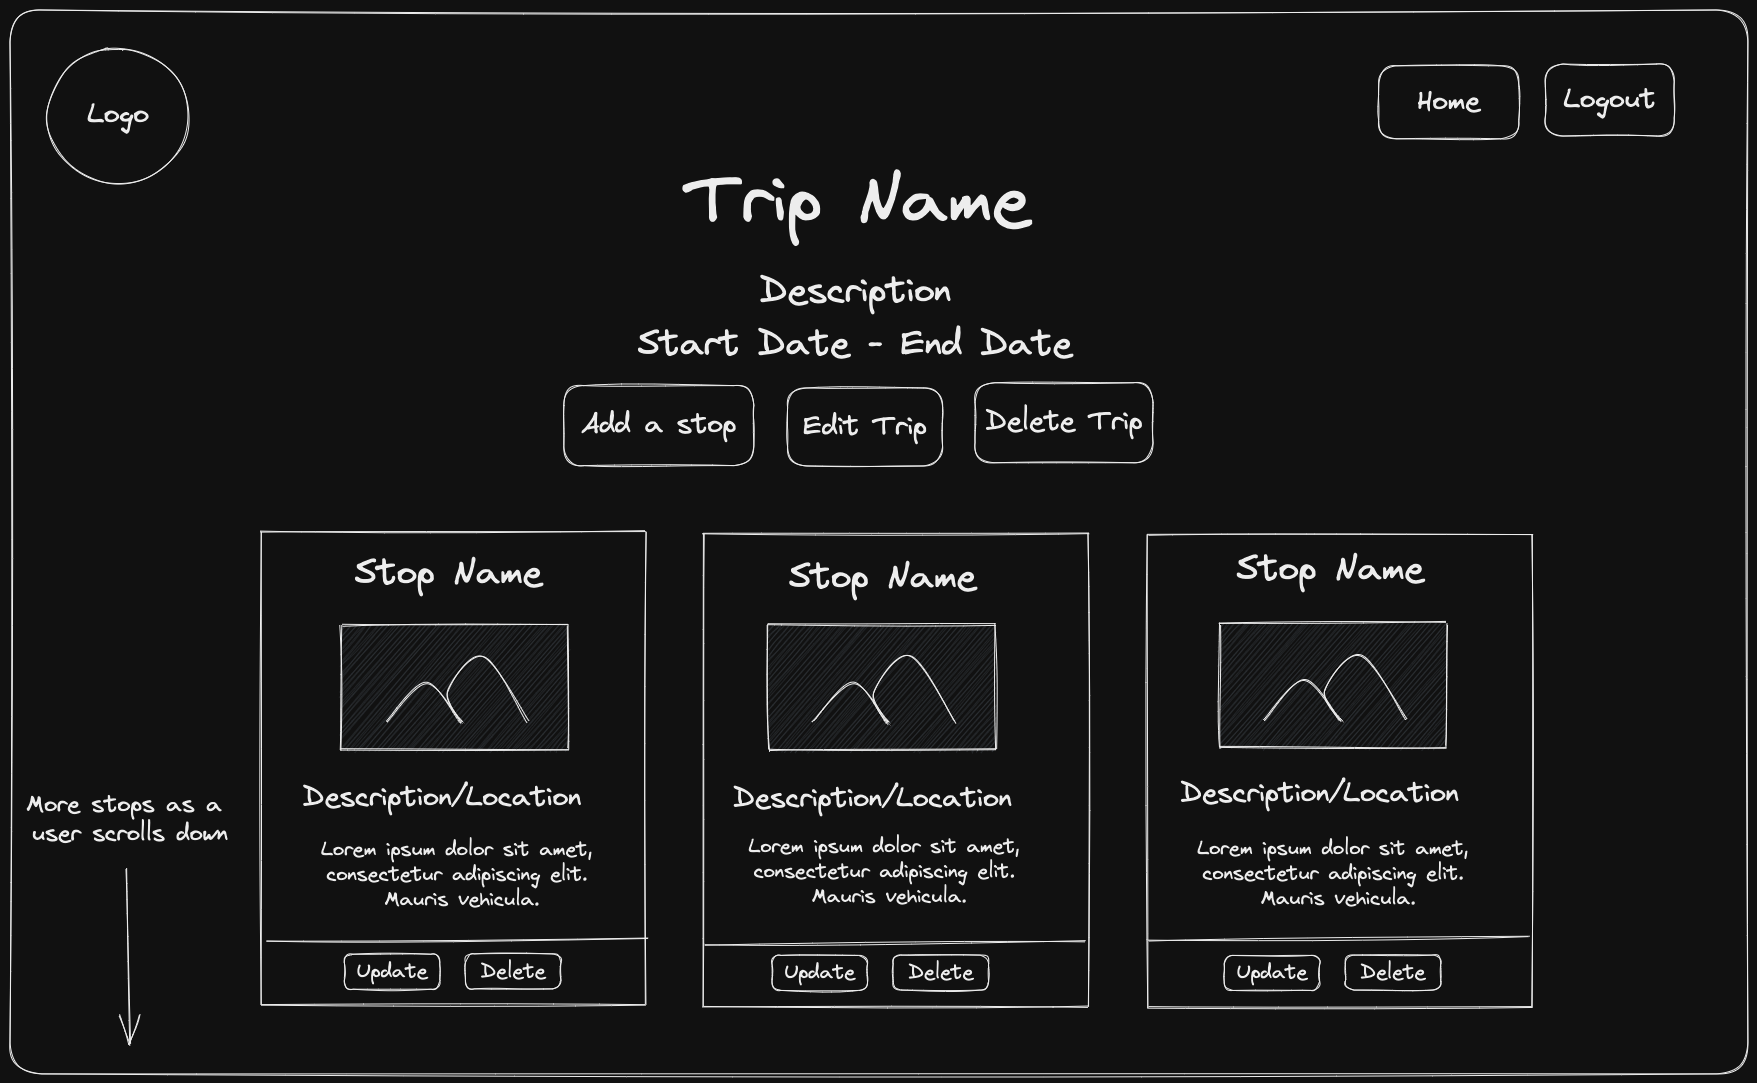 Logo
Home
Logout
Trip Name
Description
Start Date - End Date
Add a stop
Edit Trip
Delete Trip
Stop Name
Description/Location
Lorem ipsum dolor sit amet,
consectetur adipiscing elit.
Mauris vehicula.
Update
Delete
Stop Name
Description/Location
Lorem ipsum dolor sit amet,
consectetur adipiscing elit.
Mauris vehicula.
Update
Delete
Stop Name
Description/Location
Lorem ipsum dolor sit amet,
consectetur adipiscing elit.
Mauris vehicula.
Update
Delete
More stops as a
user scrolls down